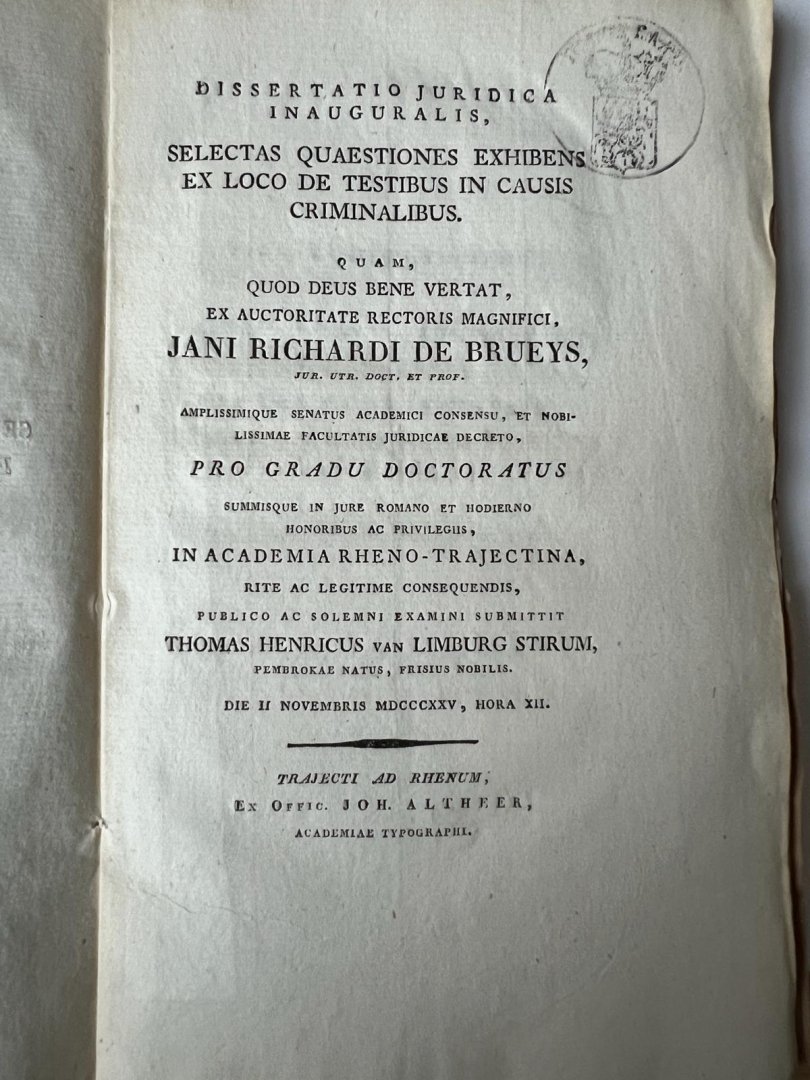 DISSERTATIO JURIDICA
INAUGURALIS,
SELECTAS QUAESTIONES EXHIBENS
EX LOCO DE TESTIBUS IN CAUSIS
CRIMINALIBUS.
QUAM,
QUOD DEUS BENE VERTAT,
EX AUCTORITATE RECTORIS MAGNIFICI,
JANI RICHARDI DE BRUEYS,
JUR. UTR. DOCT. ET PROF.
AMPLISSIMIQUE SENATUS ACADEMICI CONSENSU, ET NOBI-
LISSIMAE FACULTATIS JURIDICAE DECRETO,
PRO GRADU DOCTORATUS
SUMMISQUE IN JURE ROMANO ET HODIERNO
HONORIBUS AC PRIVILEGIIS,
IN ACADEMIA RHENO-TRAJECTINA,
RITE AC LEGITIME CONSEQUENDIS,
PUBLICO AC SOLEMNI EXAMINI SUBMITTIT
THOMAS HENRICUS VAN LIMBURG STIRUM,
PEMBROKAE NATUS, FRISIUS NOBILIS.
DIE II NOVEMBRIS MDCCCXXV, HORA XII.
TRAJECTI AD RHENUM,
EX OFFIC. JOH. ALTHEER,
ACADEMIAE TYPOGRAPHI.